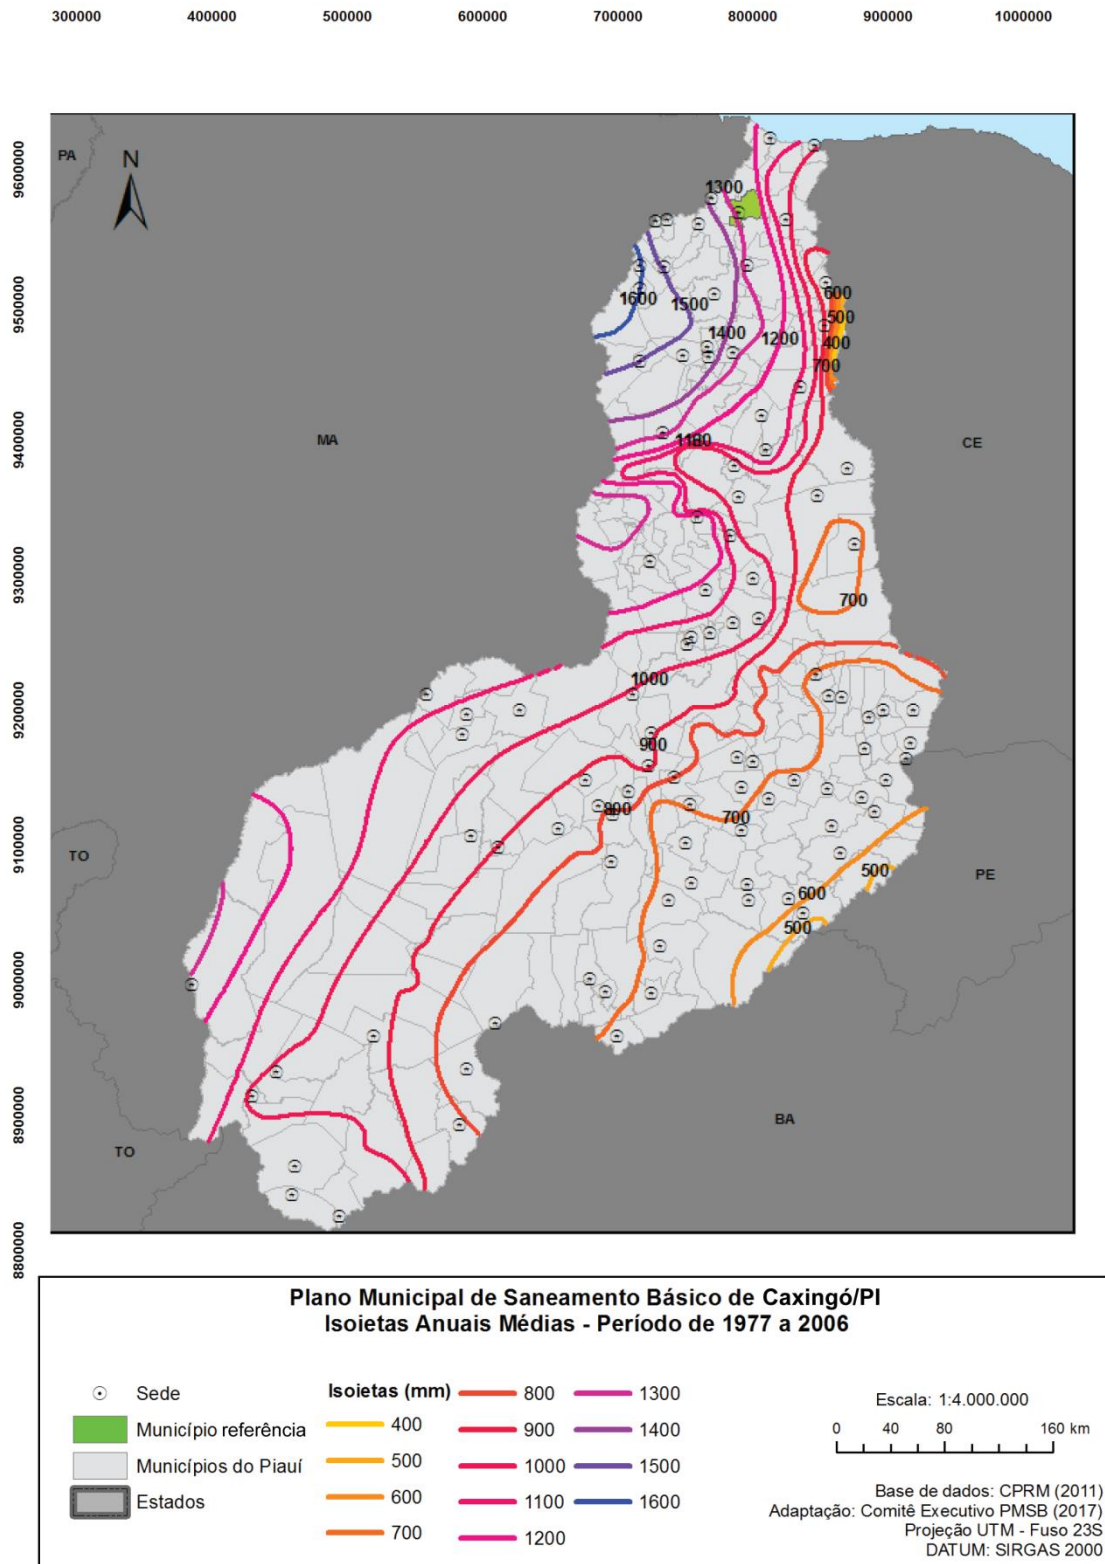 300000 400000 500000 600000 700000 800000 900000 1000000
9600000
9500000
9400000
9300000
9200000
9100000
9000000
8900000
8800000
PA
N
1300
1600
1500
600
500
1400
1200
400
700
MA
1100
CE
700
1000
900
800
700
TO
500
PE
600
500
BA
TO
Plano Municipal de Saneamento Básico de Caxingó/PI
Isoietas Anuais Médias - Período de 1977 a 2006
Sede
Município referência
Municípios do Piauí
Estados
Isoietas (mm)
400
500
600
700
800
900
1000
1100
1200
1300
1400
1500
1600
Escala: 1:4.000.000
0 40 80 160 km
Base de dados: CPRM (2011)
Adaptação: Comitê Executivo PMSB (2017)
Projeção UTM - Fuso 23S
DATUM: SIRGAS 2000